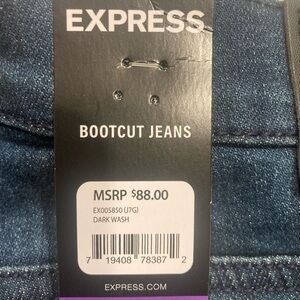 EXPRESS
BOOTCUT JEANS
MSRP $88.00
EX005850 (J7G)
DARK WASH
7 19408 78387 2
EXPRESS.COM